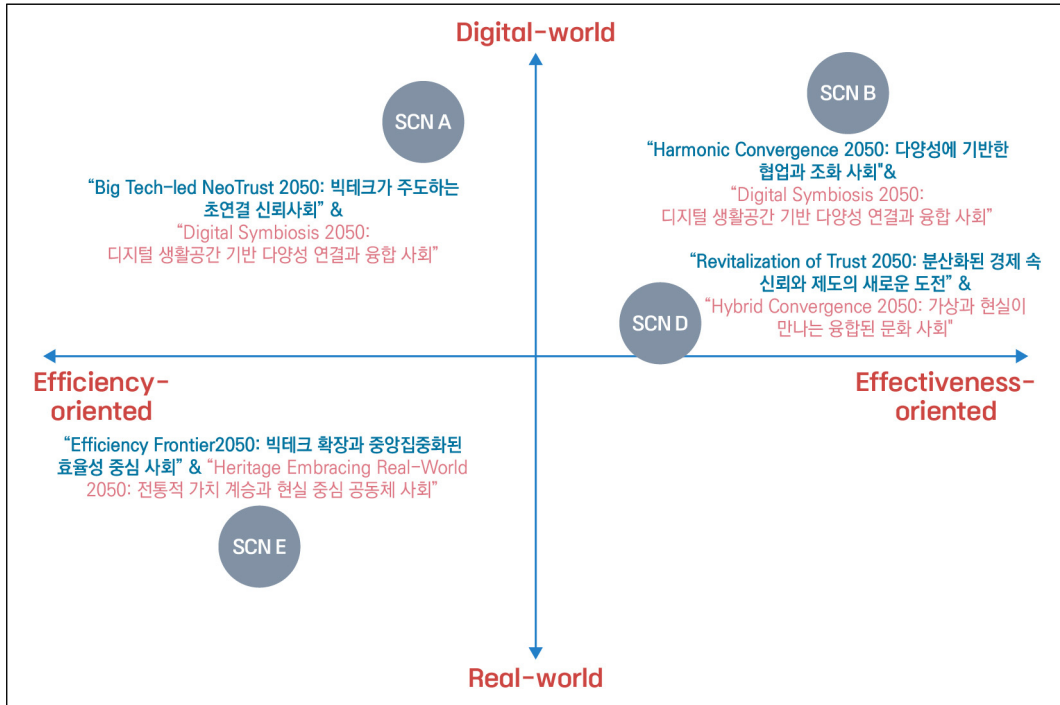 Digital-world
SCN A
SCN B
“Big Tech-led NeoTrust 2050: 빅테크가 주도하는
초연결 신뢰사회” &
“Digital Symbiosis 2050:
디지털 생활공간 기반 다양성 연결과 융합 사회”
“Harmonic Convergence 2050: 다양성에 기반한
협업과 조화 사회"&
“Digital Symbiosis 2050:
디지털 생활공간 기반 다양성 연결과 융합 사회”
“Revitalization of Trust 2050: 분산화된 경제 속
신뢰와 제도의 새로운 도전” &
“Hybrid Convergence 2050: 가상과 현실이
만나는 융합된 문화 사회"
SCN D
Efficiency-
oriented
Effectiveness-
oriented
“Efficiency Frontier2050: 빅테크 확장과 중앙집중화된
효율성 중심 사회” & “Heritage Embracing Real-World
2050: 전통적 가치 계승과 현실 중심 공동체 사회”
SCN E
Real-world